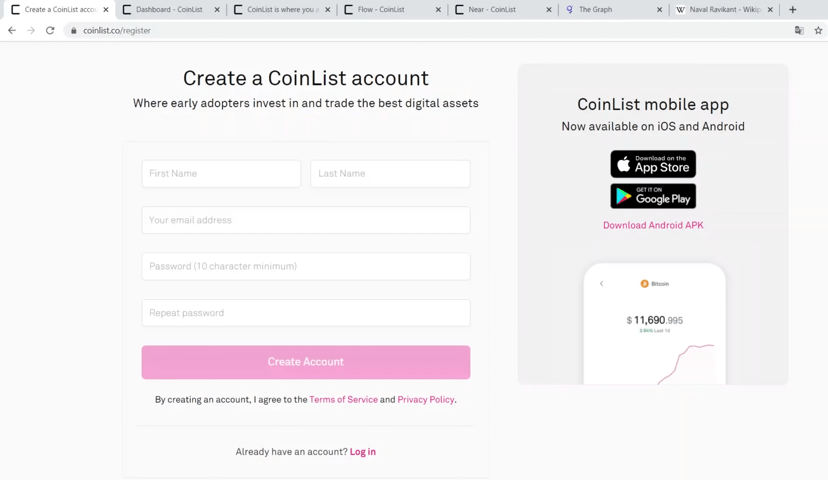 Create a CoinList accou
Dashboard - CoinList
CoinList is where you a
Flow - CoinList
Near - CoinList
The Graph
Naval Ravikant - Wikip
coinlist.co/register
Create a CoinList account
Where early adopters invest in and trade the best digital assets
First Name
Last Name
Your email address
Password (10 character minimum)
Repeat password
Create Account
By creating an account, I agree to the Terms of Service and Privacy Policy.
Already have an account? Log in
CoinList mobile app
Now available on iOS and Android
Download on the
App Store
GET IT ON
Google Play
Download Android APK
Bitcoin
$ 11,690.995
Last 1d